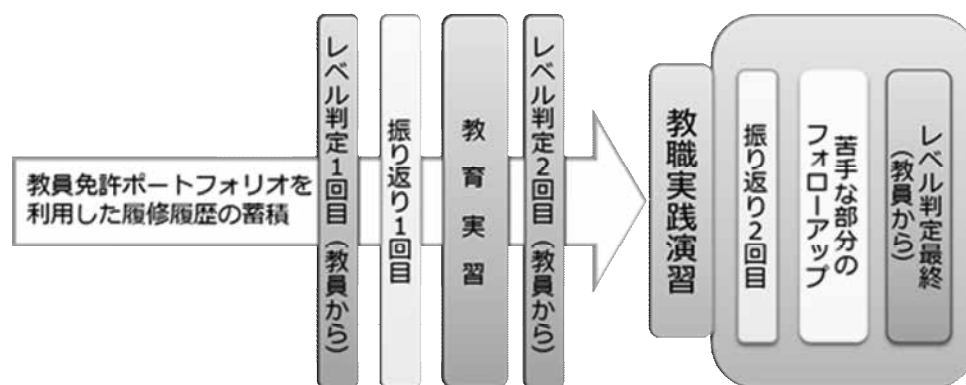 教員免許ポートフォリオを
利用した履修履歴の蓄積
レベル判定1回目(教員から)
振り返り1回目
教育実習
レベル判定2回目(教員から)
教職実践演習
振り返り2回目
苦手な部分の
フォローアップ
レベル判定最終
(教員から)